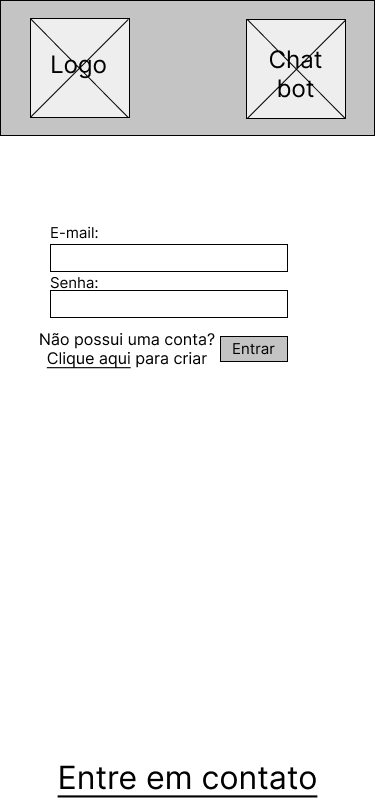 Logo
Chat
bot
E-mail:
Senha:
Não possui uma conta?
Clique aqui para criar
Entrar
Entre em contato